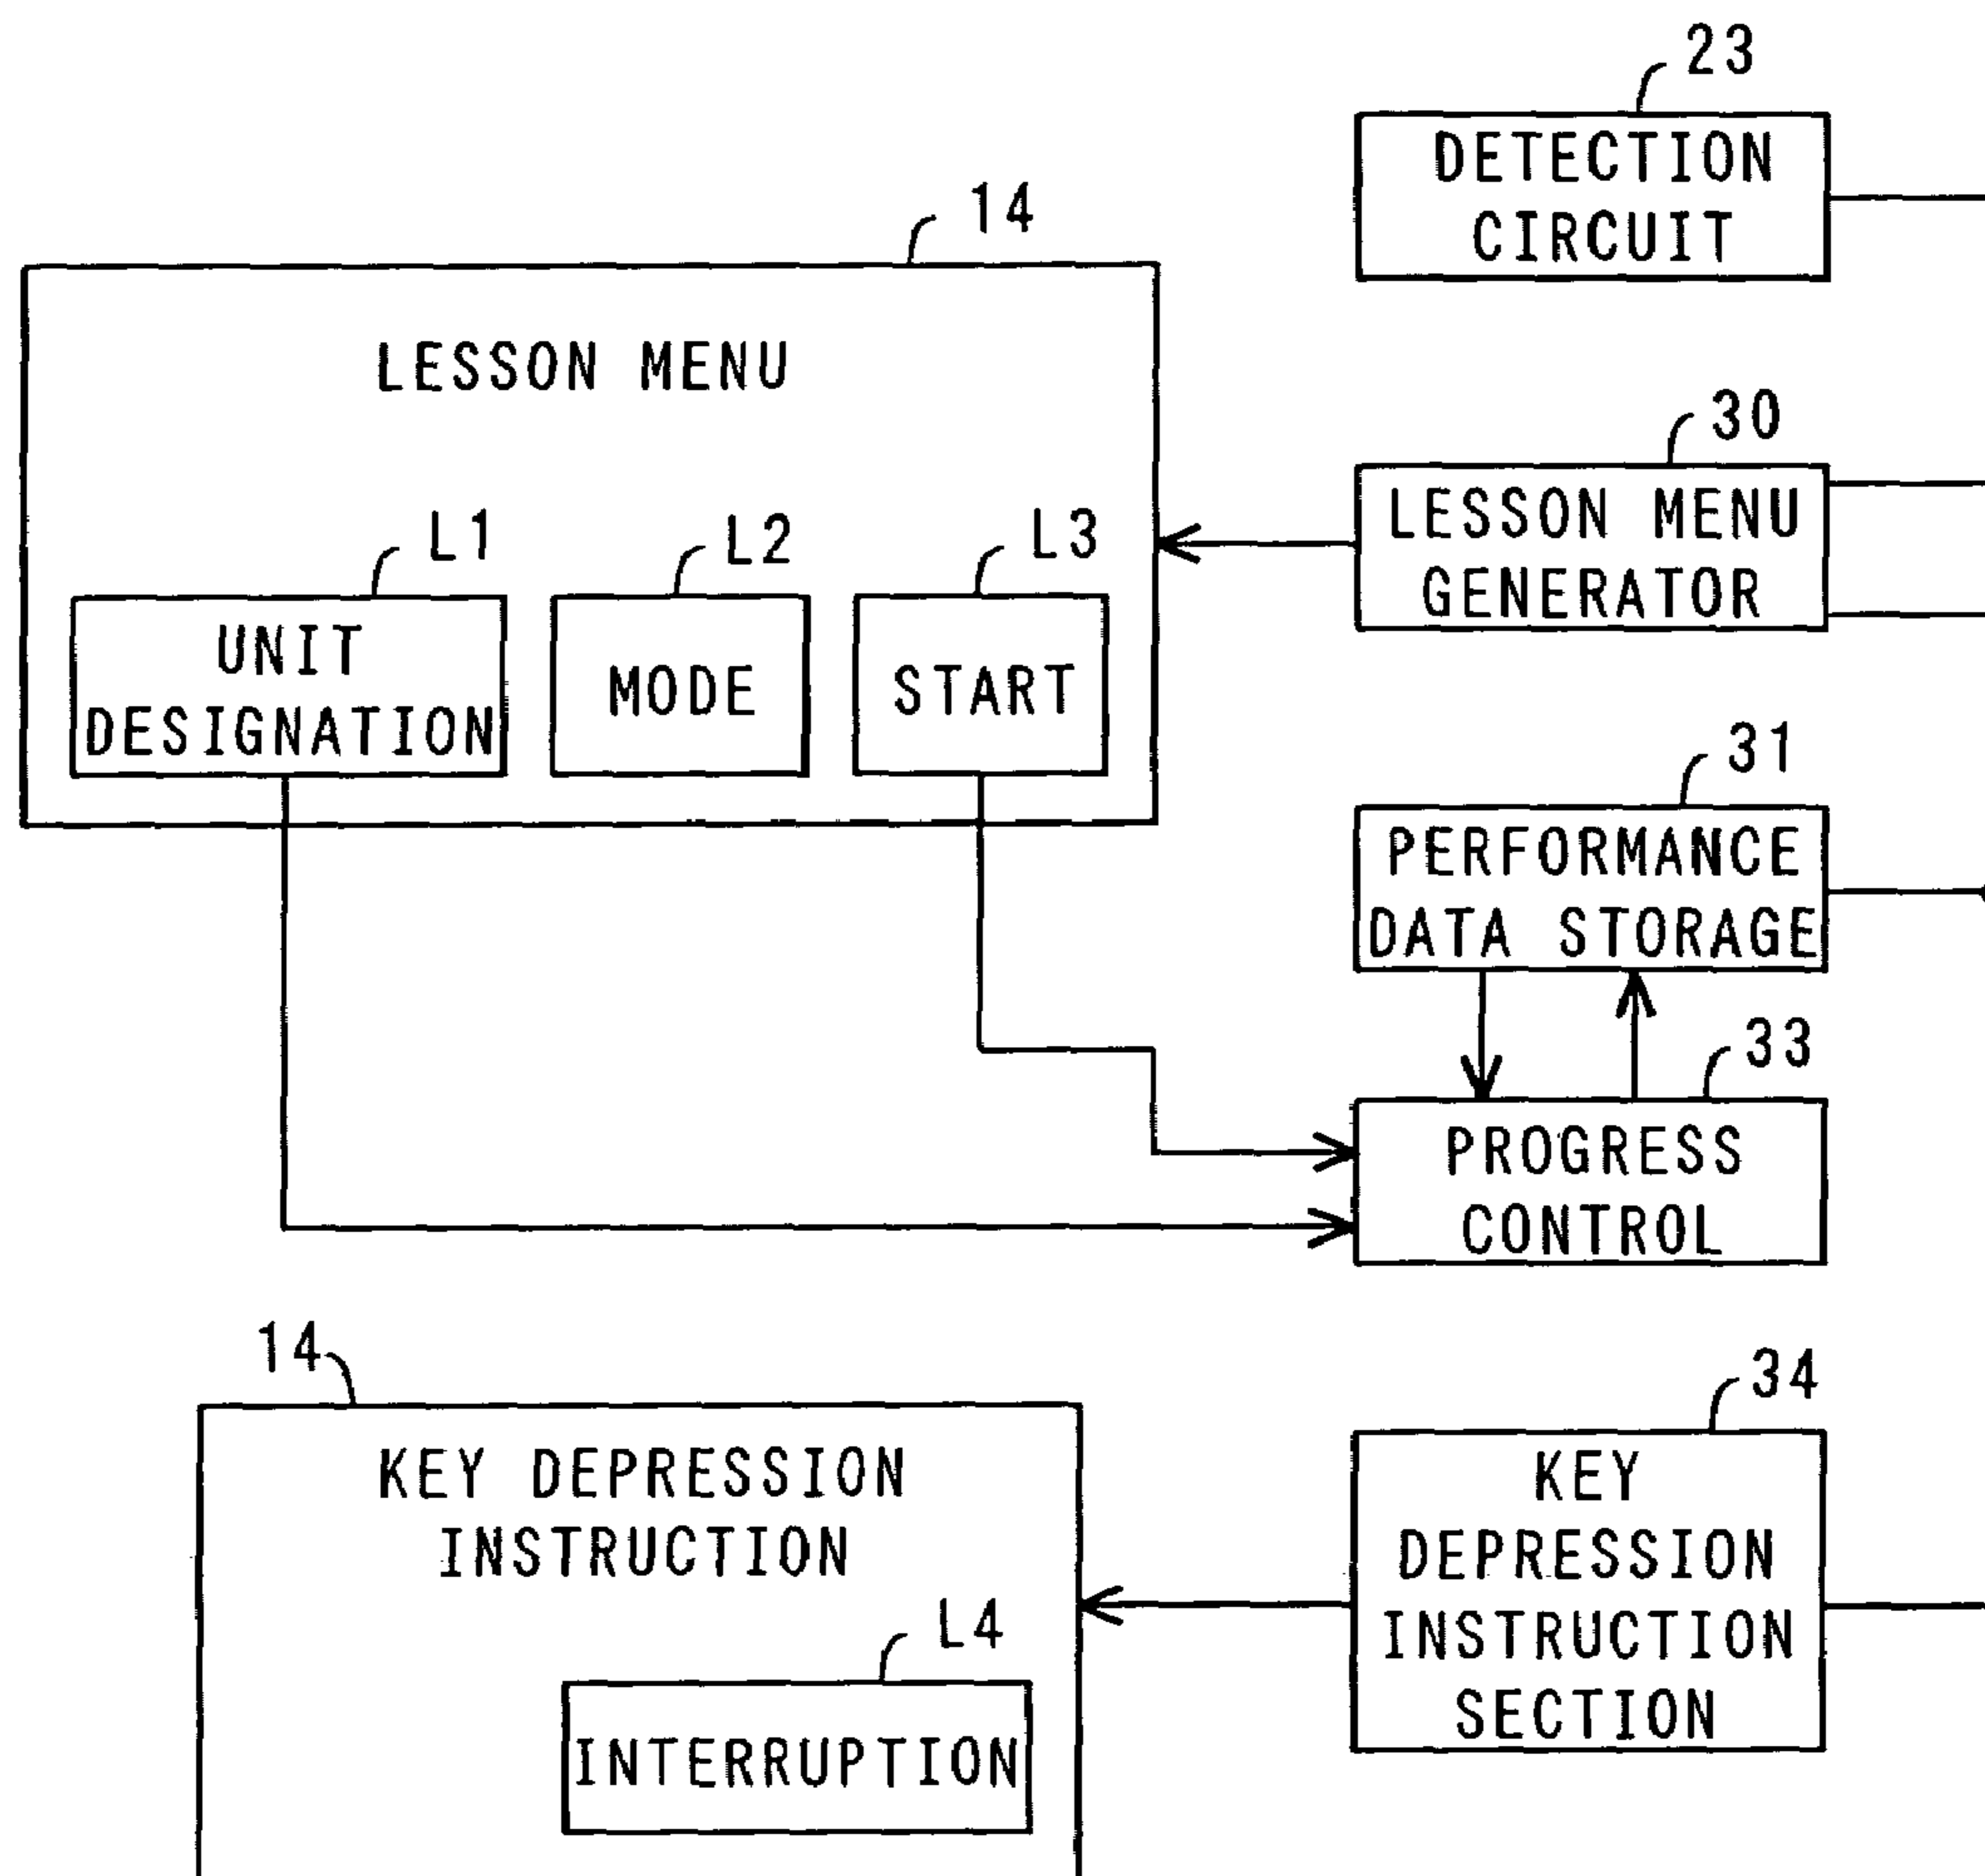 23
DETECTION
CIRCUIT
14
LESSON MENU
30
LESSON MENU
GENERATOR
L1
UNIT
DESIGNATION
L2
MODE
L3
START
31
PERFORMANCE
DATA STORAGE
33
PROGRESS
CONTROL
14
KEY DEPRESSION
INSTRUCTION
L4
INTERRUPTION
34
KEY
DEPRESSION
INSTRUCTION
SECTION